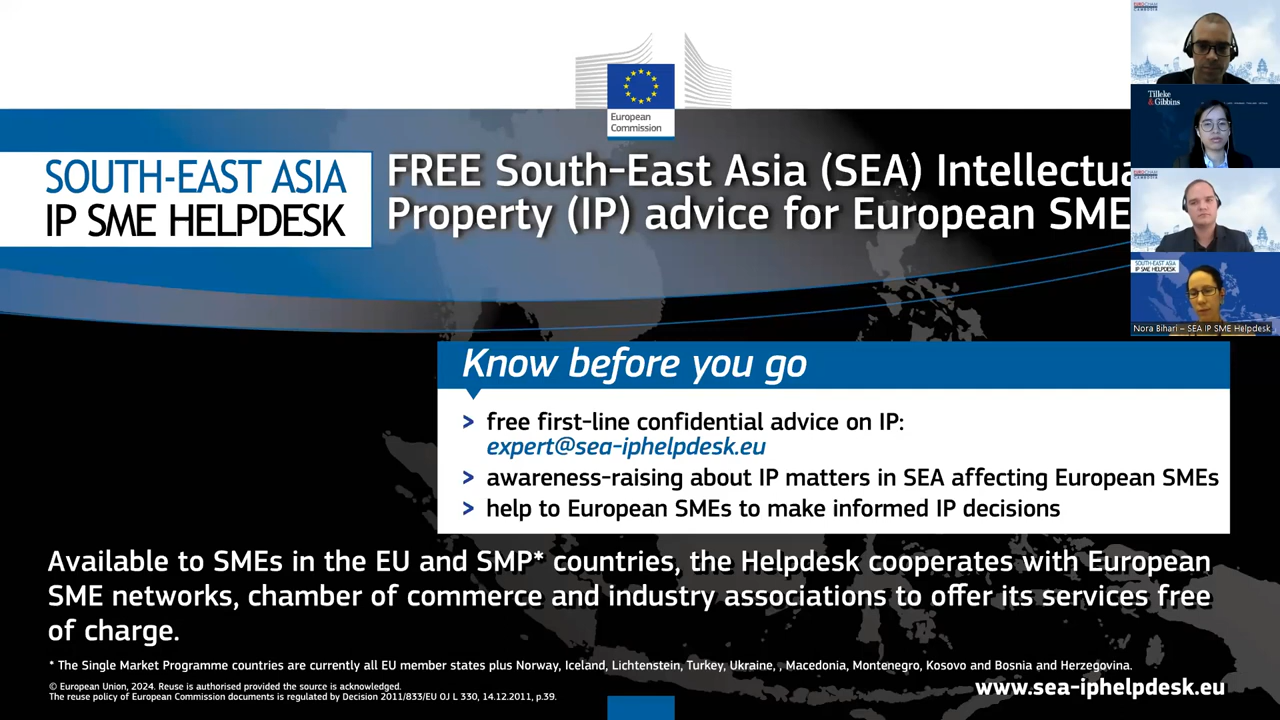 European
Commission
SOUTH-EAST ASIA
IP SME HELPDESK
FREE South-East Asia (SEA) Intellectua
Property (IP) advice for European SME
Tilleke
& Gibbins
SOUTH-EAST ASIA
IP SME HELPDESK
Nora Bihari – SEA IP SME Helpdesk
Know before you go
> free first-line confidential advice on IP:
expert@sea-iphelpdesk.eu
> awareness-raising about IP matters in SEA affecting European SMEs
> help to European SMEs to make informed IP decisions
Available to SMEs in the EU and SMP* countries, the Helpdesk cooperates with European
SME networks, chamber of commerce and industry associations to offer its services free
of charge.
* The Single Market Programme countries are currently all EU member states plus Norway, Iceland, Lichtenstein, Turkey, Ukraine, , Macedonia, Montenegro, Kosovo and Bosnia and Herzegovina.
© European Union, 2024. Reuse is authorised provided the source is acknowledged.
The reuse policy of European Commission documents is regulated by Decision 2011/833/EU OJ L 330, 14.12.2011, p.39.
www.sea-iphelpdesk.eu